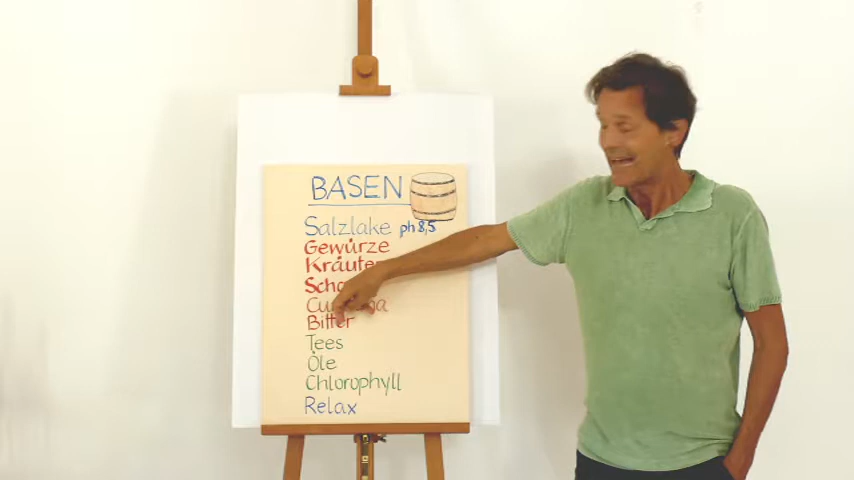 BASEN
Salzlake ph 8,5
Gewürze
Kräuter
Bitter
Tees
Öle
Chlorophyll
Relax